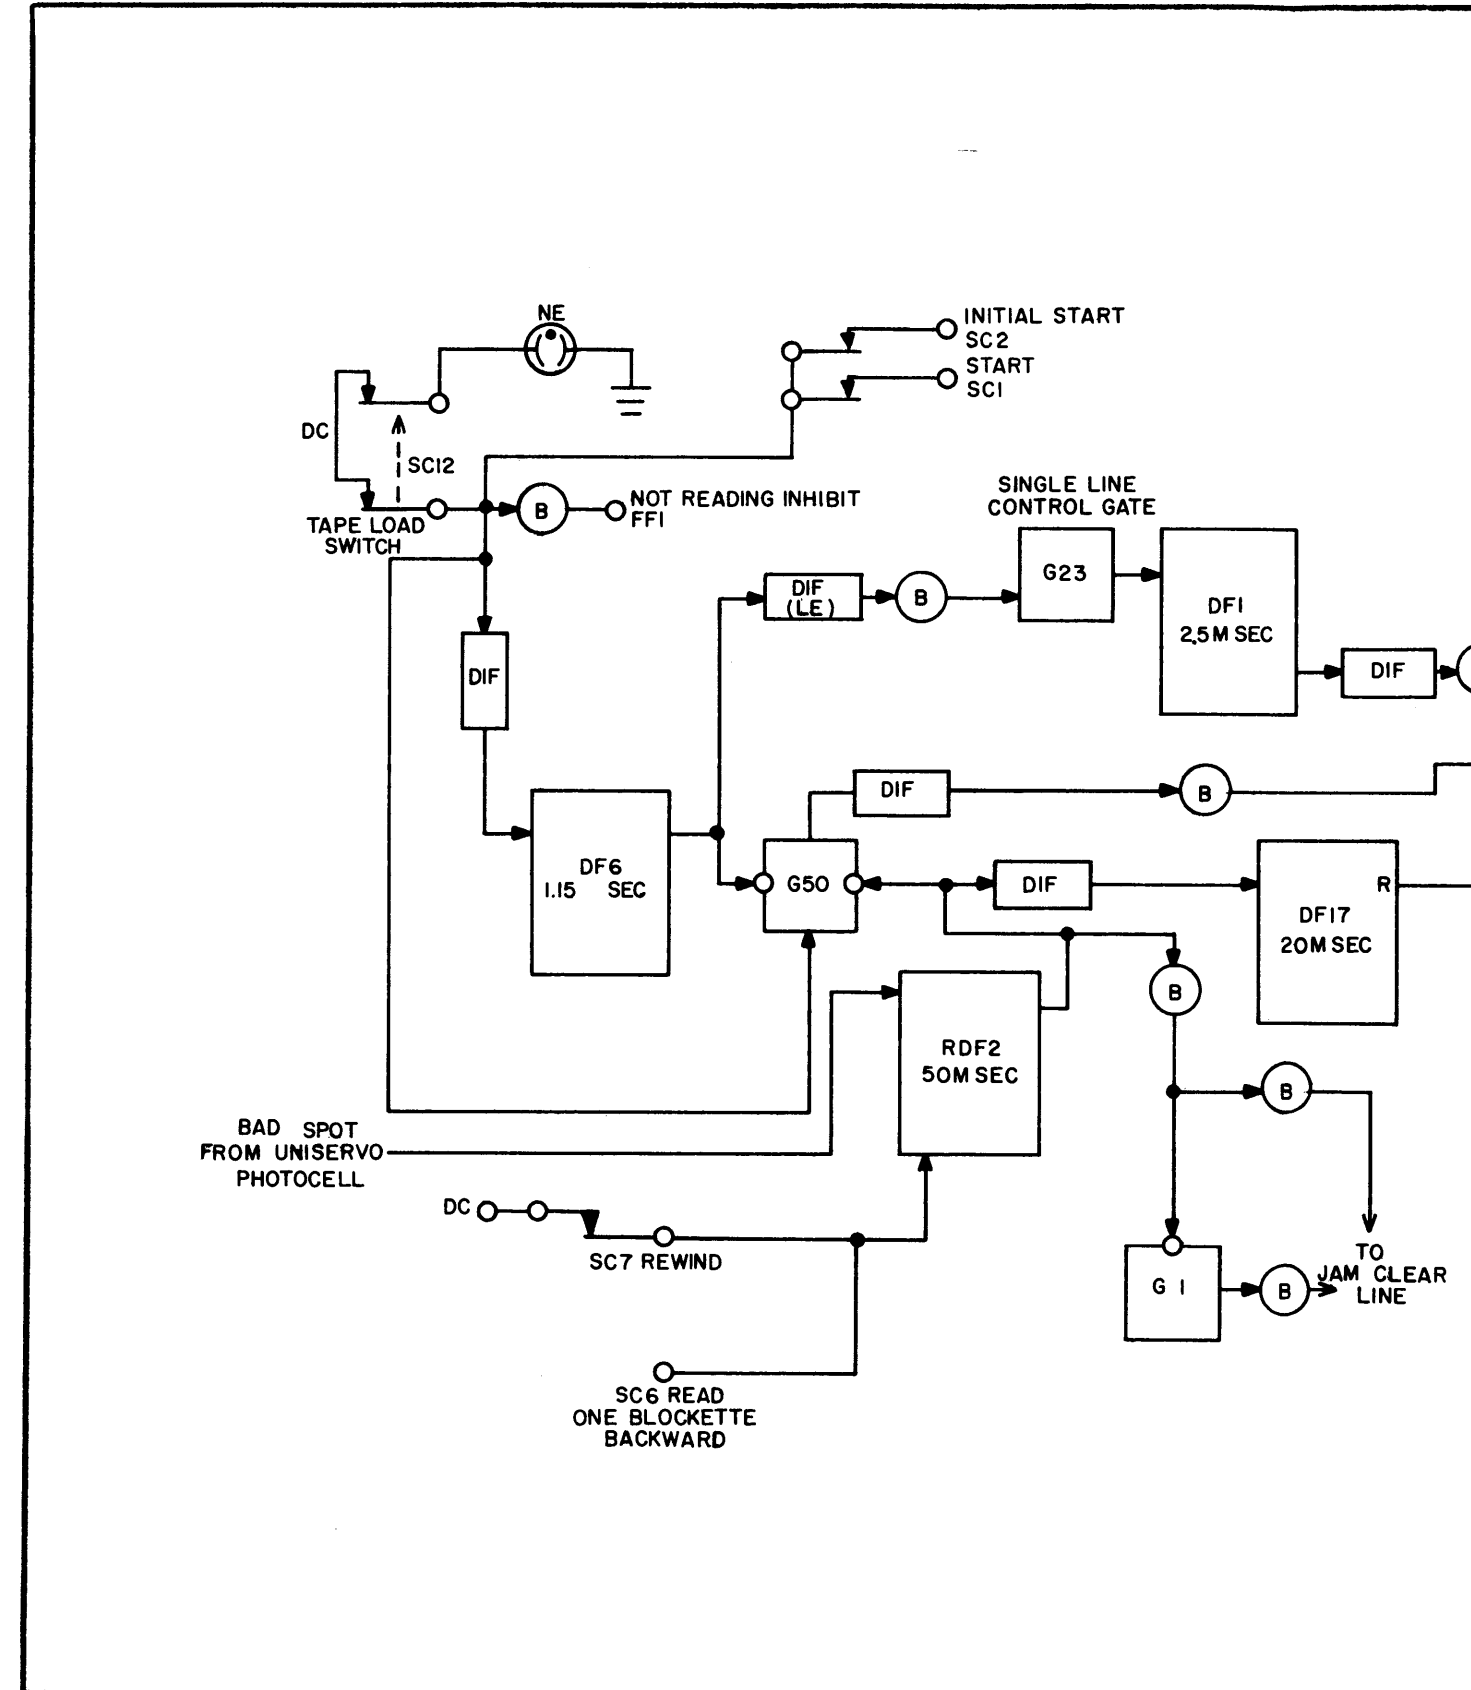 NE
INITIAL START
SC2
START
SC1
DC
SC12
TAPE LOAD
SWITCH
B
NOT READING INHIBIT
FF1
SINGLE LINE
CONTROL GATE
DIF
(LE)
B
G23
DF1
2.5 M SEC
DIF
DIF
DIF
B
DF6
1.15 SEC
G50
DIF
R
DF17
20M SEC
B
RDF2
50M SEC
B
BAD SPOT
FROM UNISERVO
PHOTOCELL
DC
SC7 REWIND
G 1
B
TO
JAM CLEAR
LINE
SC6 READ
ONE BLOCKETTE
BACKWARD